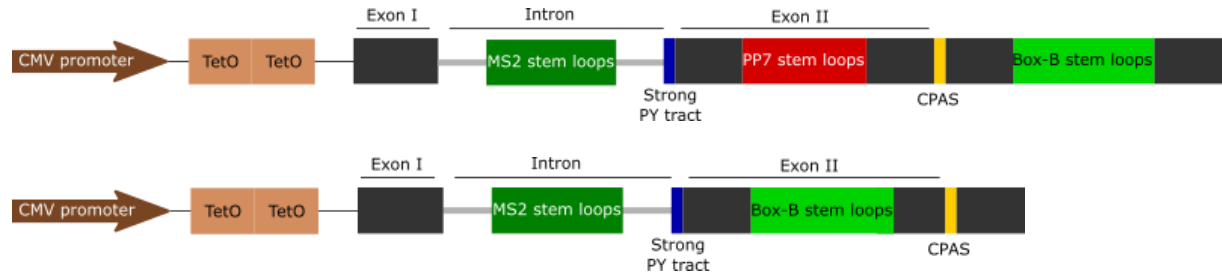 Exon I Intron Exon II
CMV promoter TetO TetO MS2 stem loops PP7 stem loops Box-B stem loops
Strong
PY tract
CPAS
Exon I Intron Exon II
CMV promoter TetO TetO MS2 stem loops Box-B stem loops
Strong
PY tract
CPAS